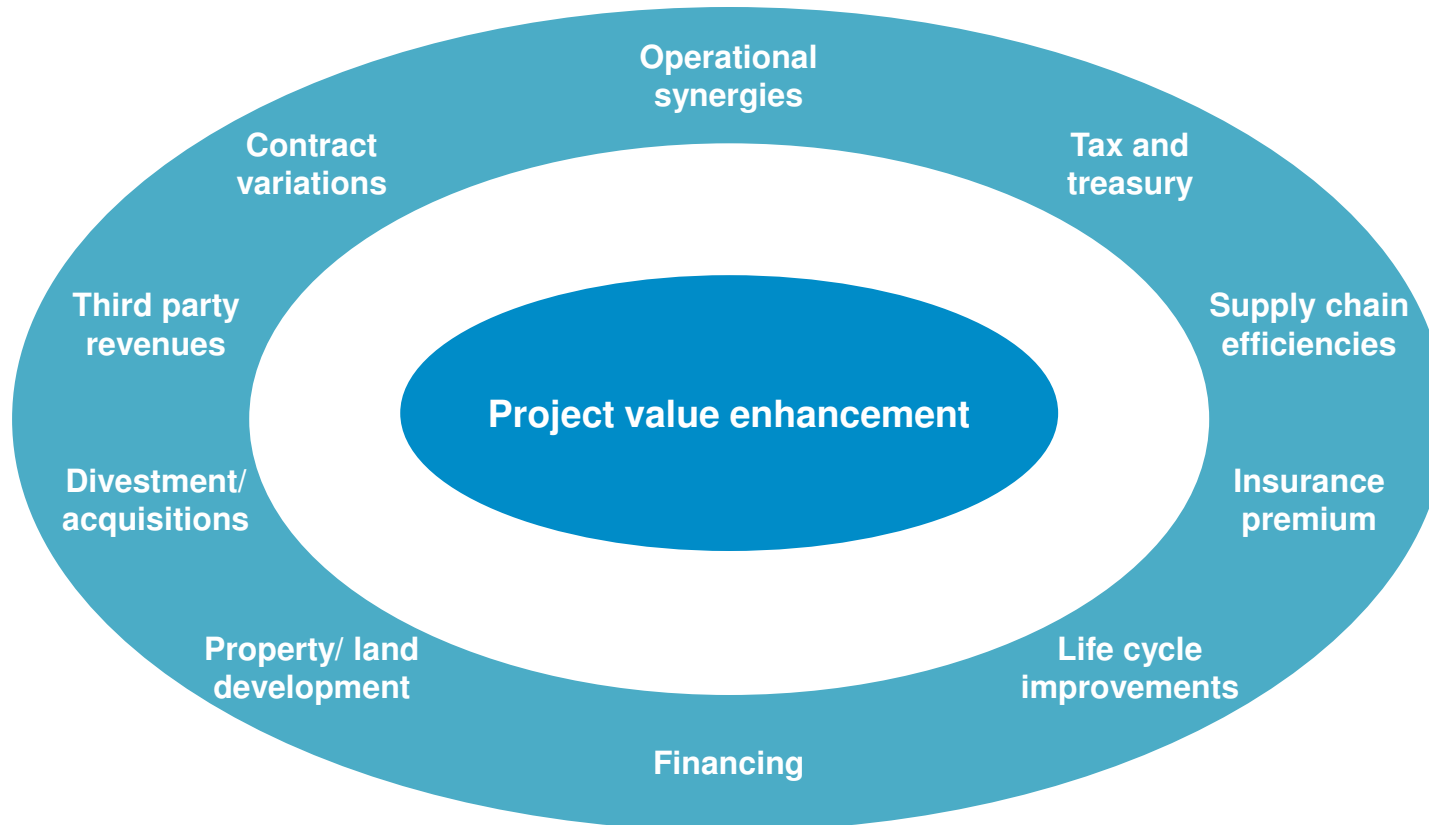 Operational
synergies
Tax and
treasury
Supply chain
efficiencies
Insurance
premium
Life cycle
improvements
Financing
Property/ land
development
Divestment/
acquisitions
Third party
revenues
Contract
variations
Project value enhancement